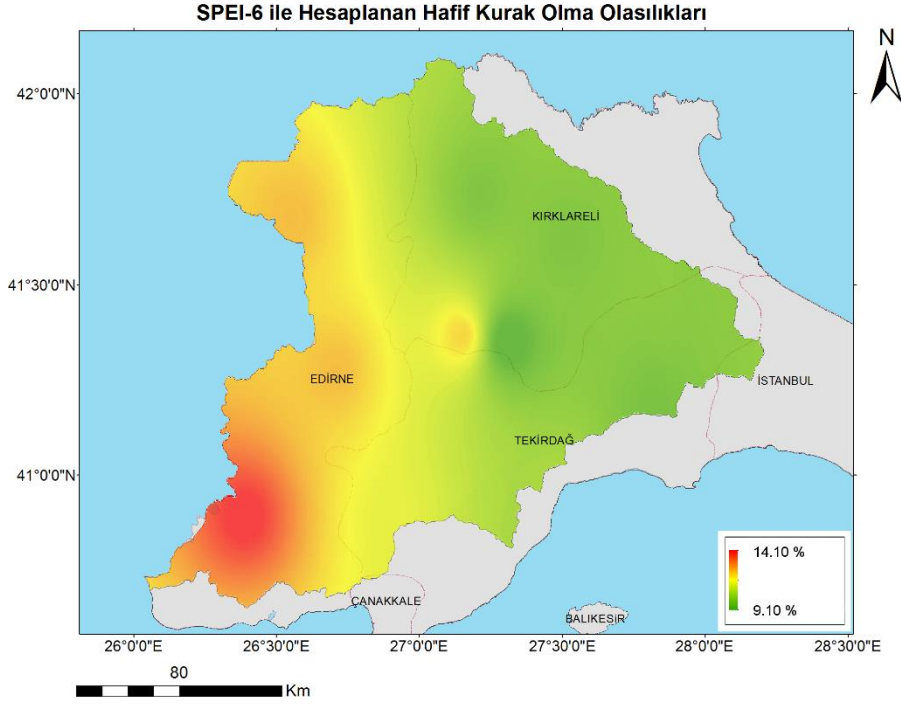 SPEI-6 ile Hesaplanan Hafif Kurak Olma Olasılıkları
N
42°0'0"N
41°30'0"N
41°0'0"N
KIRKLARELİ
EDİRNE
İSTANBUL
TEKİRDAĞ
ÇANAKKALE
BALIKESİR
14.10 %
9.10 %
26°0'0"E 26°30'0"E 27°0'0"E 27°30'0"E 28°0'0"E 28°30'0"E
80
Km